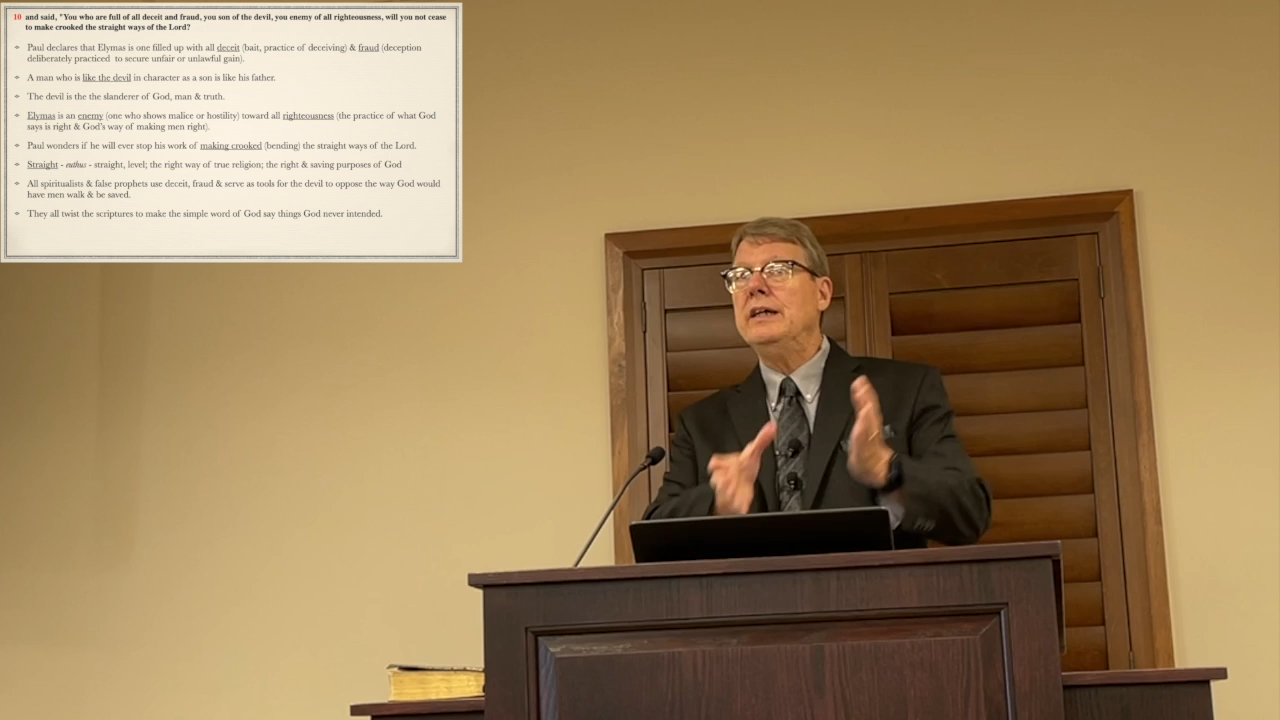 10 and said, "You who are full of all deceit and fraud, you son of the devil, you enemy of all righteousness, will you not cease
to make crooked the straight ways of the Lord?
Paul declares that Elymas is one filled up with all deceit (bait, practice of deceiving) & fraud (deception
deliberately practiced to secure unfair or unlawful gain).
A man who is like the devil in character as a son is like his father.
The devil is the the slanderer of God, man & truth.
Elymas is an enemy (one who shows malice or hostility) toward all righteousness (the practice of what God
says is right & God's way of making men right).
Paul wonders if he will ever stop his work of making crooked (bending) the straight ways of the Lord.
Straight - euthus - straight, level; the right way of true religion; the right & saving purposes of God
All spiritualists & false prophets use deceit, fraud & serve as tools for the devil to oppose the way God would
have men walk & be saved.
They all twist the scriptures to make the simple word of God say things God never intended.